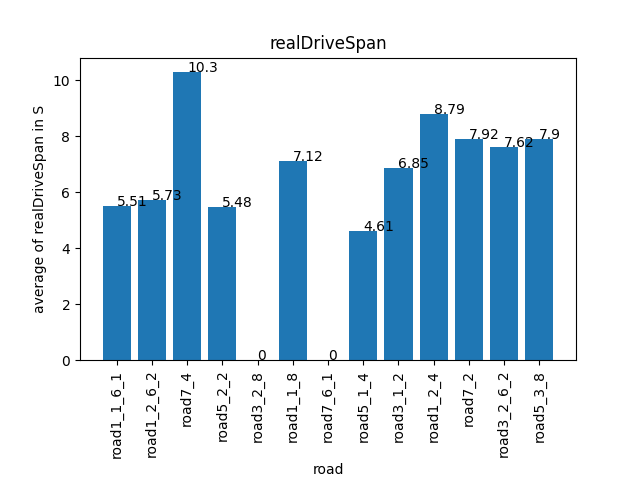 realDriveSpan
average of realDriveSpan in S
10
8
6
4
2
0
5.51
5.73
10.3
5.48
0
7.12
0
4.61
6.85
8.79
7.92
7.62
7.9
road1_1_6_1
road1_2_6_2
road7_4
road5_2_2
road3_2_8
road1_1_8
road7_6_1
road5_1_4
road3_1_2
road1_2_4
road7_2
road3_2_6_2
road5_3_8
road